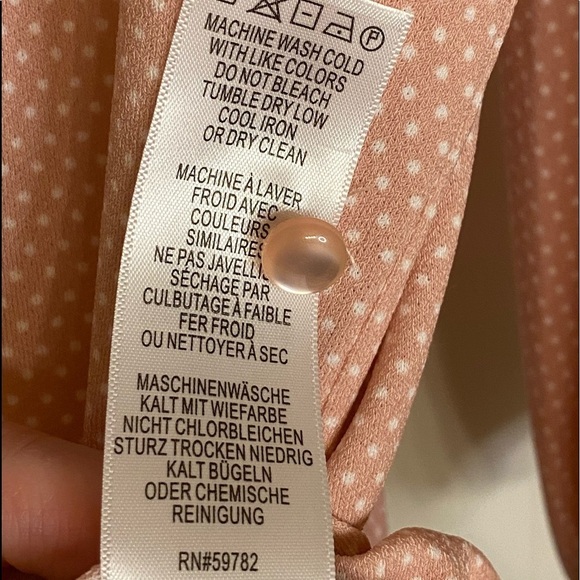 MACHINE WASH COLD
WITH LIKE COLORS
DO NOT BLEACH
TUMBLE DRY LOW
COOL IRON
OR DRY CLEAN
MACHINE À LAVER
FROID AVEC
COULEURS
SIMILAIRES
NE PAS
SÉCHAGE PAR
CULBUTAGE À FAIBLE
FER FROID
OU NETTOYER À SEC
MASCHINENWÄSCHE
KALT MIT WIEFARBE
NICHT CHLORBLEICHEN
STURZ TROCKEN NIEDRIG
KALT BÜGELN
ODER CHEMISCHE
REINIGUNG
RN#59782